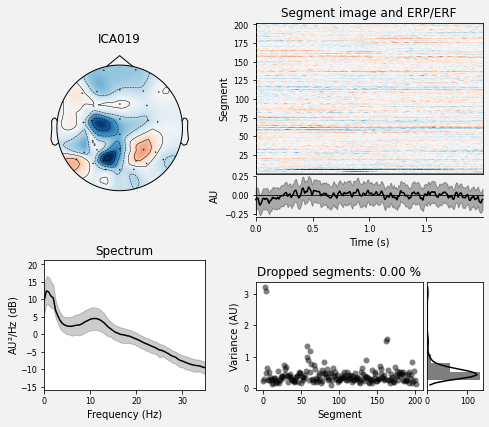 ICA019
Segment image and ERP/ERF
Segment
200
175
150
125
100
75
50
25
AU
0.25
0.00
−0.25
0.0 0.5 1.0 1.5
Time (s)
Spectrum
AU²/Hz (dB)
20
15
10
5
0
−5
−10
−15
0 10 20 30
Frequency (Hz)
Dropped segments: 0.00 %
Variance (AU)
3
2
1
0
0 50 100 150 200
Segment
0 100